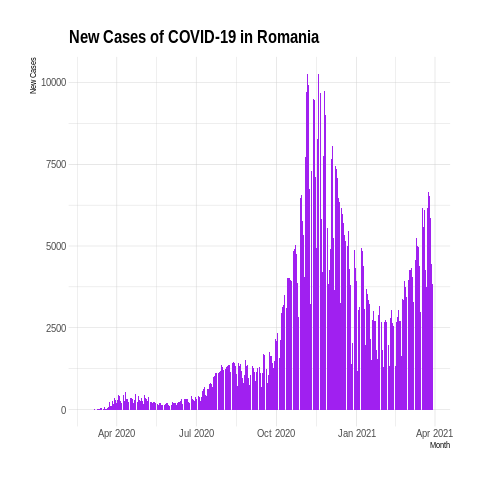 New Cases of COVID-19 in Romania
New Cases
10000
7500
5000
2500
0
Apr 2020 Jul 2020 Oct 2020 Jan 2021 Apr 2021
Month